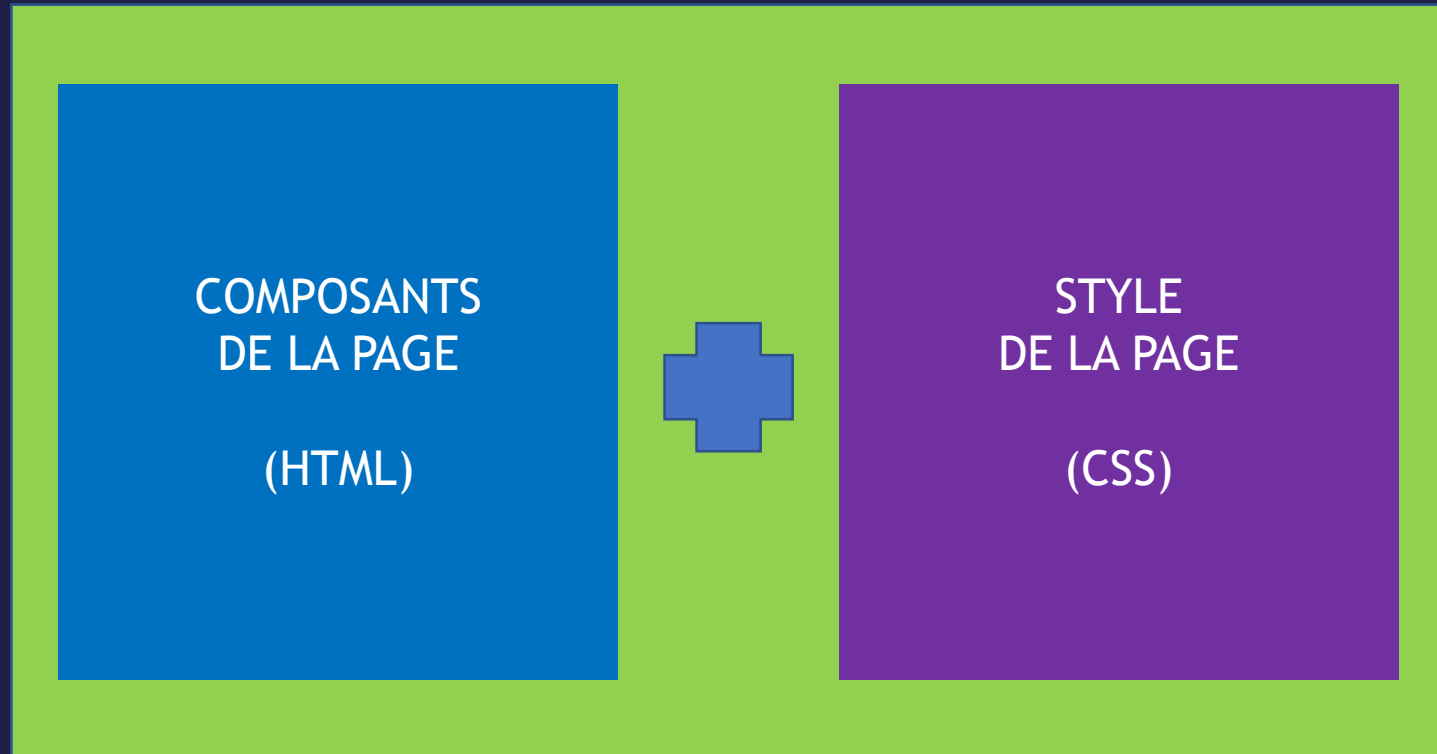 COMPOSANTS
DE LA PAGE
(HTML)
STYLE
DE LA PAGE
(CSS)